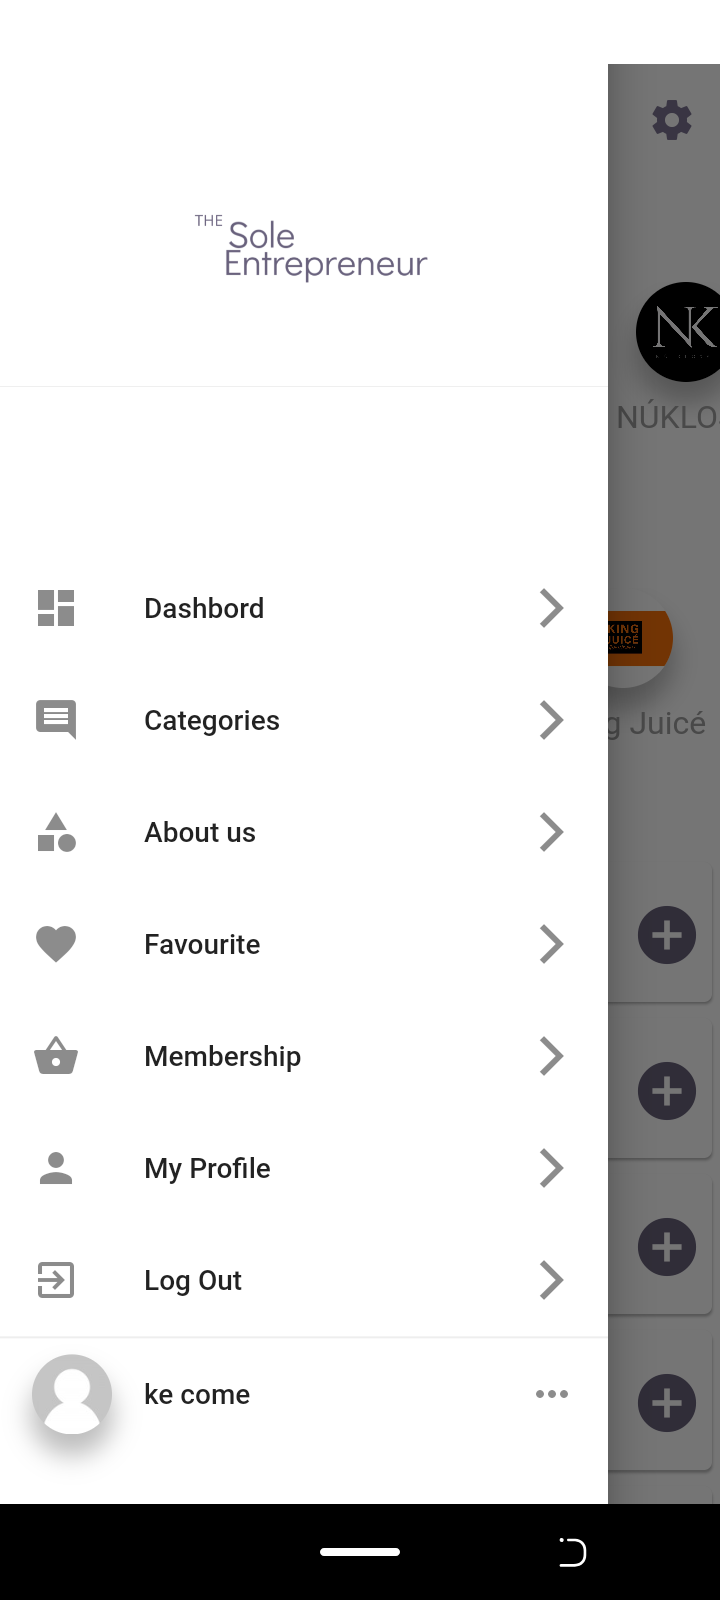 THE
Sole
Entrepreneur
NK
NÚKLO
KING
JUICÉ
g Juicé
Dashbord
Categories
About us
Favourite
Membership
My Profile
Log Out
ke come